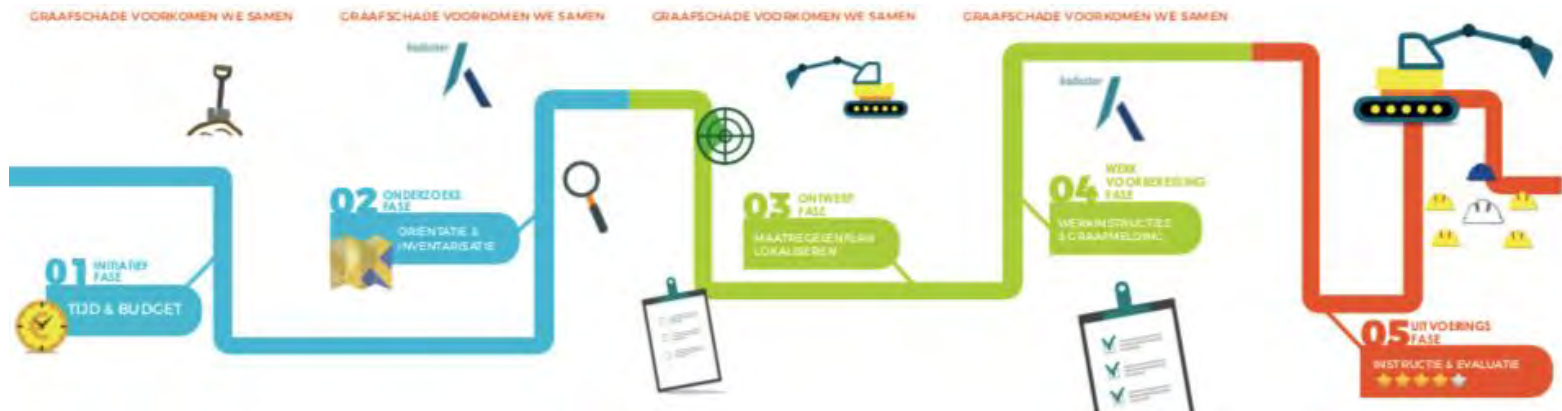 GRAAFSCHADE VOORKOMEN WE SAMEN
GRAAFSCHADE VOORKOMEN WE SAMEN
GRAAFSCHADE VOORKOMEN WE SAMEN
GRAAFSCHADE VOORKOMEN WE SAMEN
kadaster
kadaster
01 INITIATIEF
FASE
TIJD & BUDGET
02 ONDERZOEKS
FASE
ORIENTATIE &
INVENTARISATIE
03 ONTWERP
FASE
MAATREGELENPLAN
LOKALISEREN
04 WERK
VOORBEREIDING
FASE
WERKINSTRUCTIES
& GRAAFMELDING
05 UITVOERINGS
FASE
INSTRUCTIE & EVALUATIE